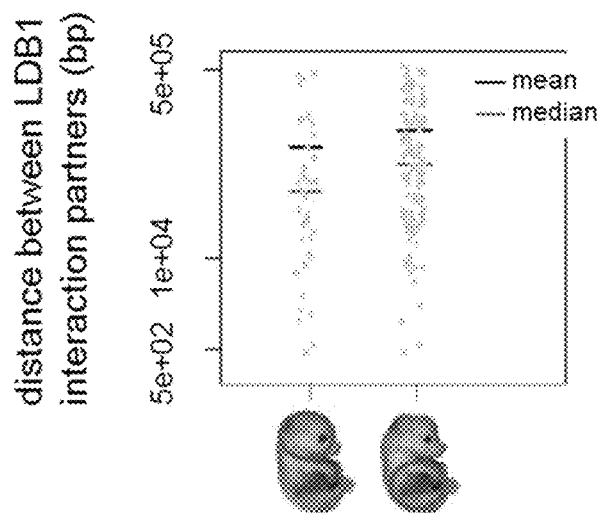 distance between LDB1
interaction partners (bp)
5e+05
1e+04
5e+02
mean
median